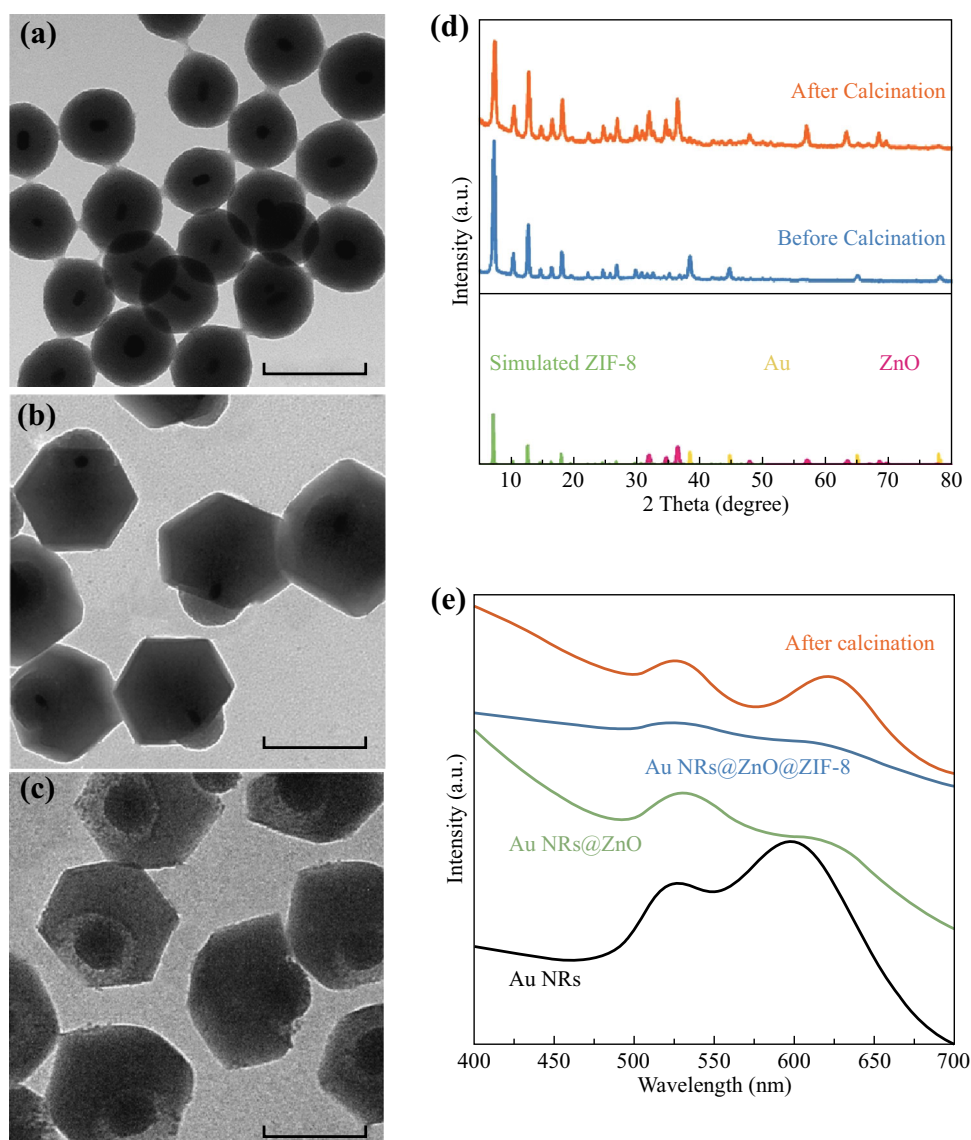 (a)
(b)
(c)
(d)
After Calcination
Before Calcination
Intensity (a.u.)
Simulated ZIF-8 Au ZnO
10 20 30 40 50 60 70 80
2 Theta (degree)
(e)
After calcination
Au NRs@ZnO@ZIF-8
Au NRs@ZnO
Au NRs
Intensity (a.u.)
400 450 500 550 600 650 700
Wavelength (nm)